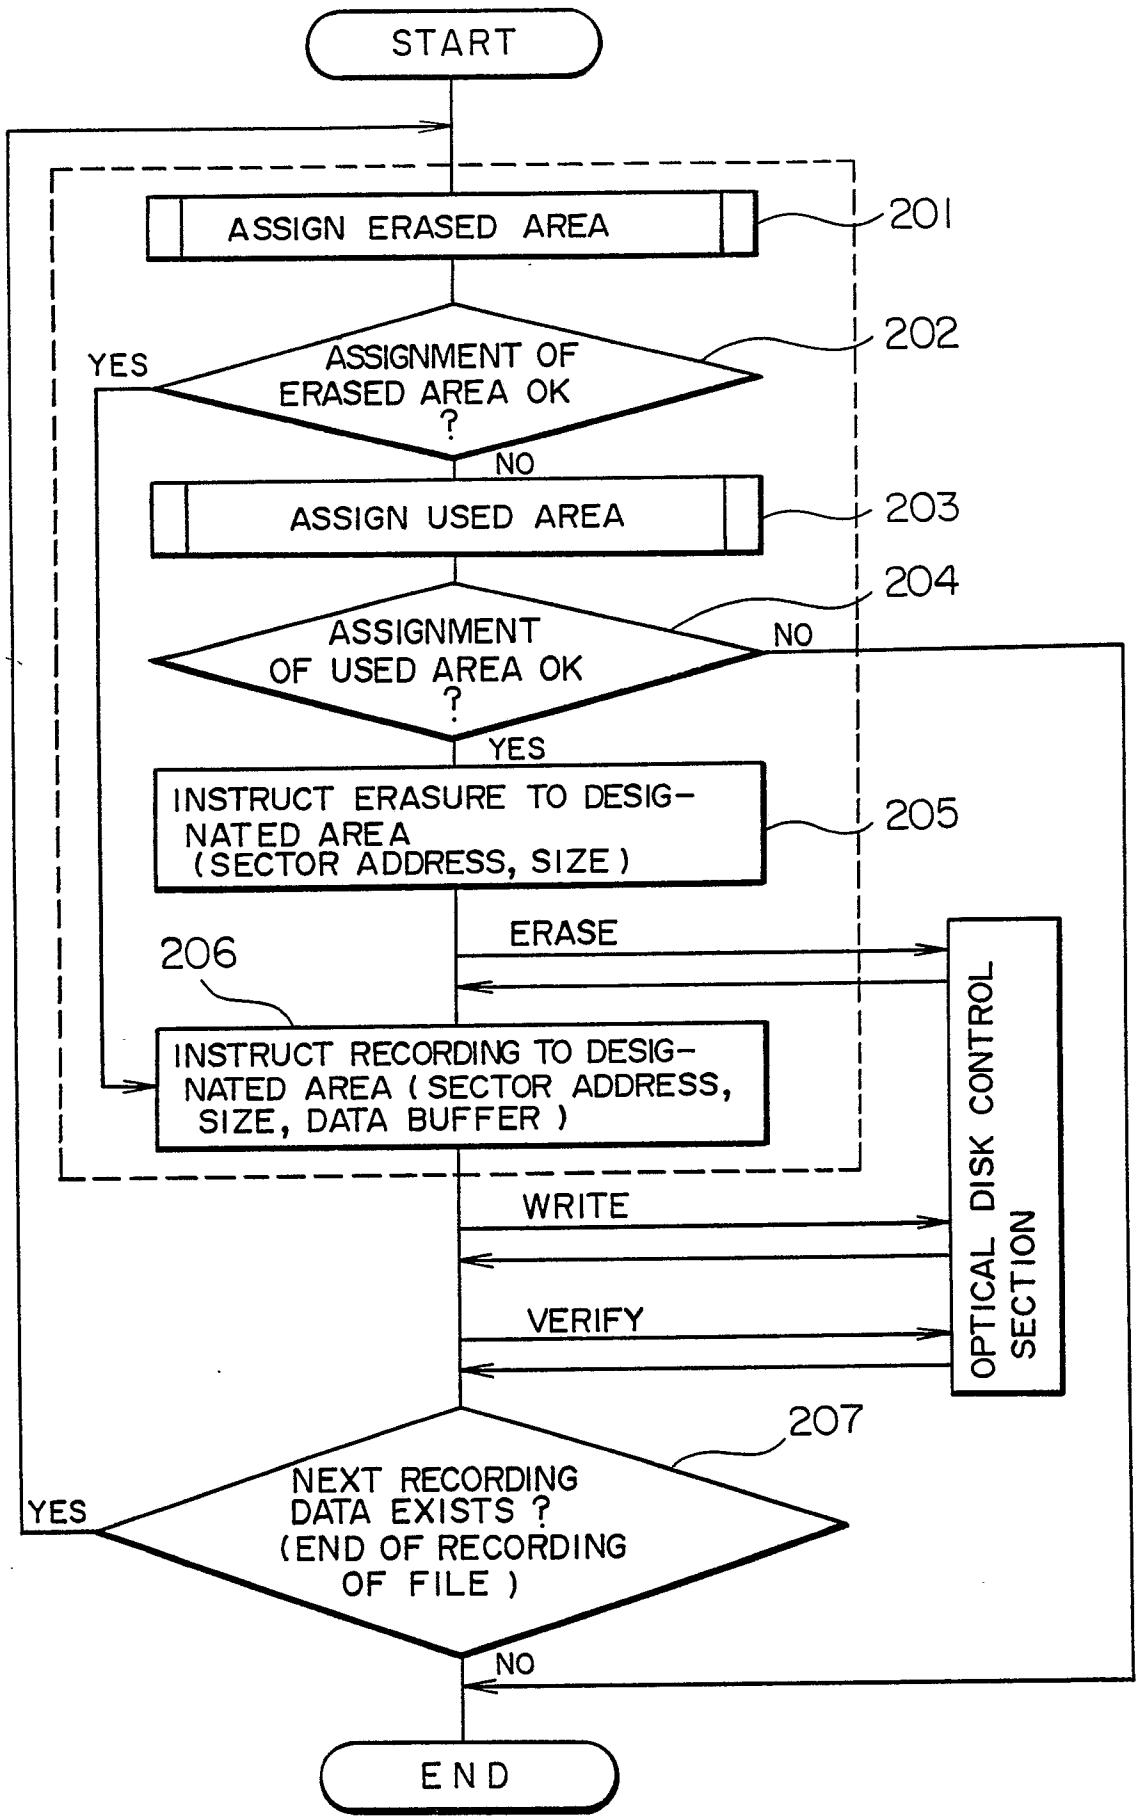 START
ASSIGN ERASED AREA
201
YES
ASSIGNMENT OF
ERASED AREA OK
?
202
NO
ASSIGN USED AREA
203
204
ASSIGNMENT
OF USED AREA OK
?
NO
YES
INSTRUCT ERASURE TO DESIG-
NATED AREA
(SECTOR ADDRESS, SIZE)
205
ERASE
206
INSTRUCT RECORDING TO DESIG-
NATED AREA (SECTOR ADDRESS,
SIZE, DATA BUFFER)
OPTICAL DISK CONTROL
SECTION
WRITE
VERIFY
207
NEXT RECORDING
DATA EXISTS ?
(END OF RECORDING
OF FILE)
YES
NO
END